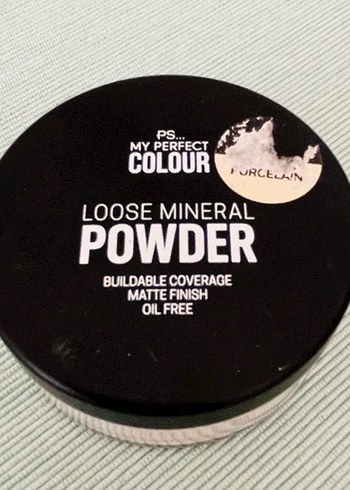 PS...
MY PERFECT
COLOUR
PORCELAIN
LOOSE MINERAL
POWDER
BUILDABLE COVERAGE
MATTE FINISH
OIL FREE